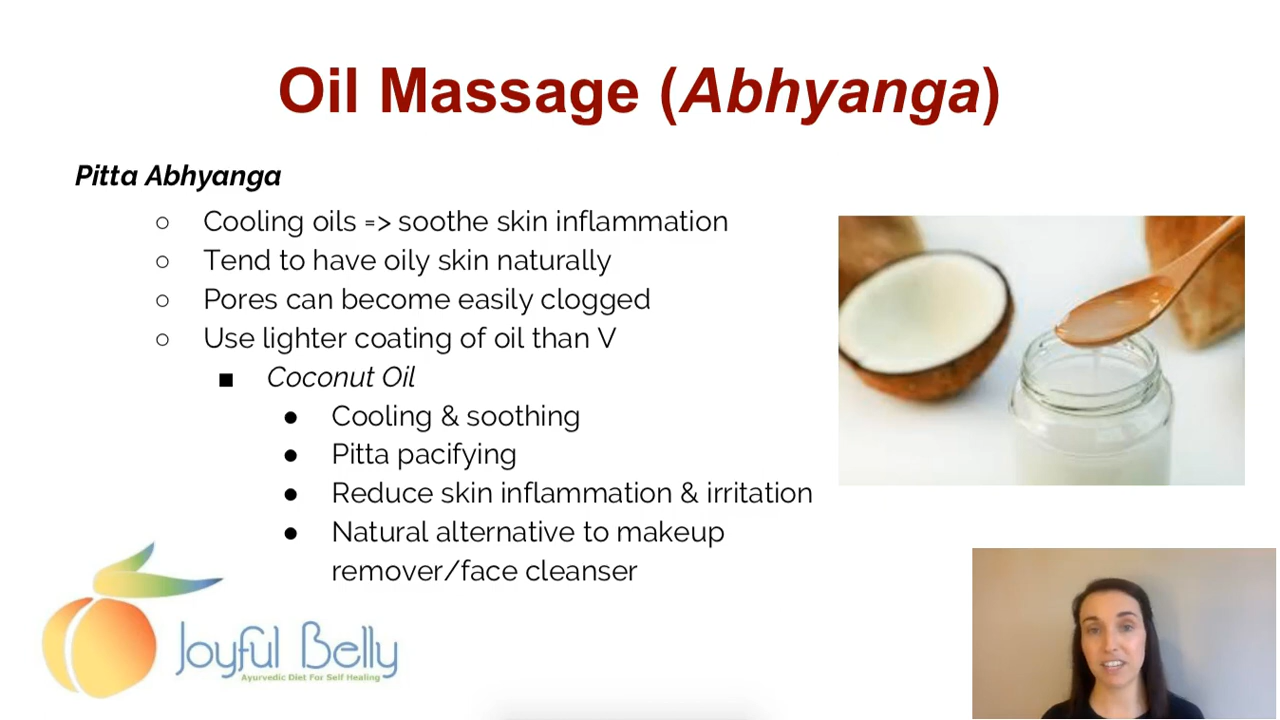 Oil Massage (Abhyanga)
Pitta Abhyanga
○ Cooling oils => soothe skin inflammation
○ Tend to have oily skin naturally
○ Pores can become easily clogged
○ Use lighter coating of oil than V
■ Coconut Oil
● Cooling & soothing
● Pitta pacifying
● Reduce skin inflammation & irritation
● Natural alternative to makeup
remover/face cleanser
Joyful Belly
Ayurvedic Diet For Self Healing